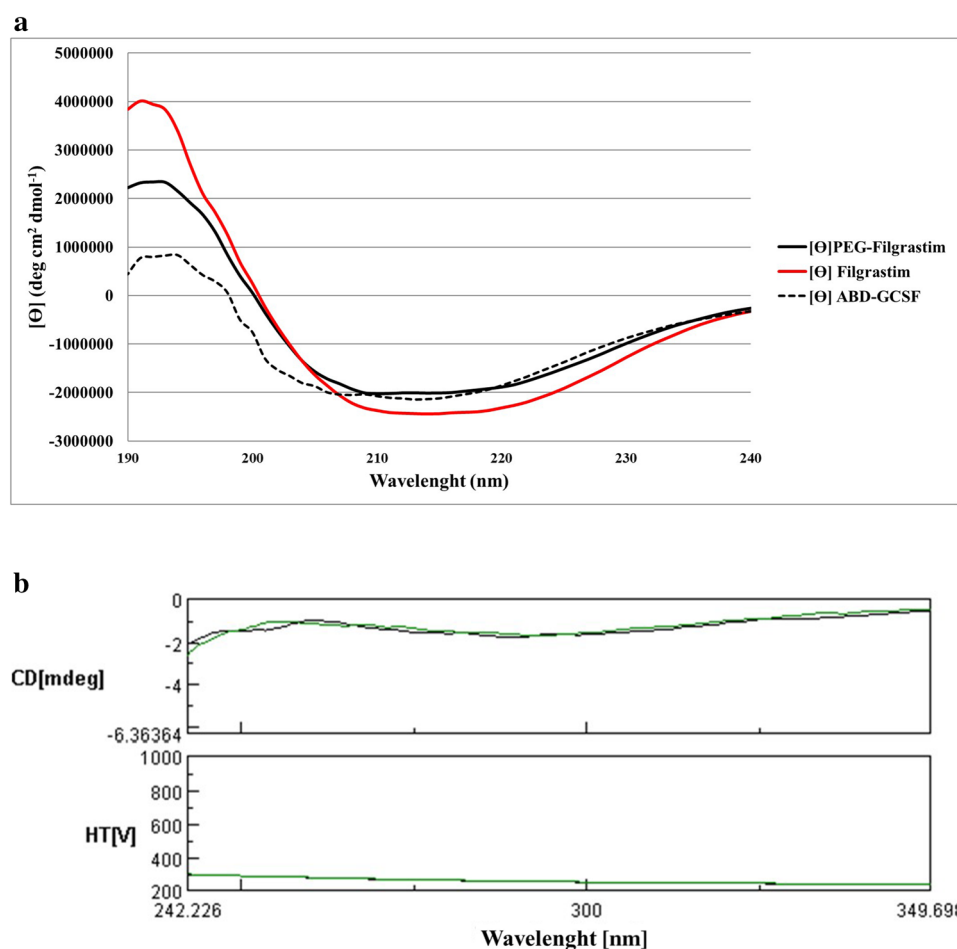 a
5000000
4000000
3000000
2000000
1000000
0
-1000000
-2000000
-3000000
[Ɵ] (deg cm² dmol⁻¹)
190 200 210 220 230 240
Wavelenght (nm)
[Ɵ]PEG-Filgrastim
[Ɵ] Filgrastim
[Ɵ] ABD-GCSF
b
0
-2
CD[mdeg]
-4
-6.36364
1000
800
600
HT[V]
400
200
242.226 300 349.698
Wavelenght [nm]